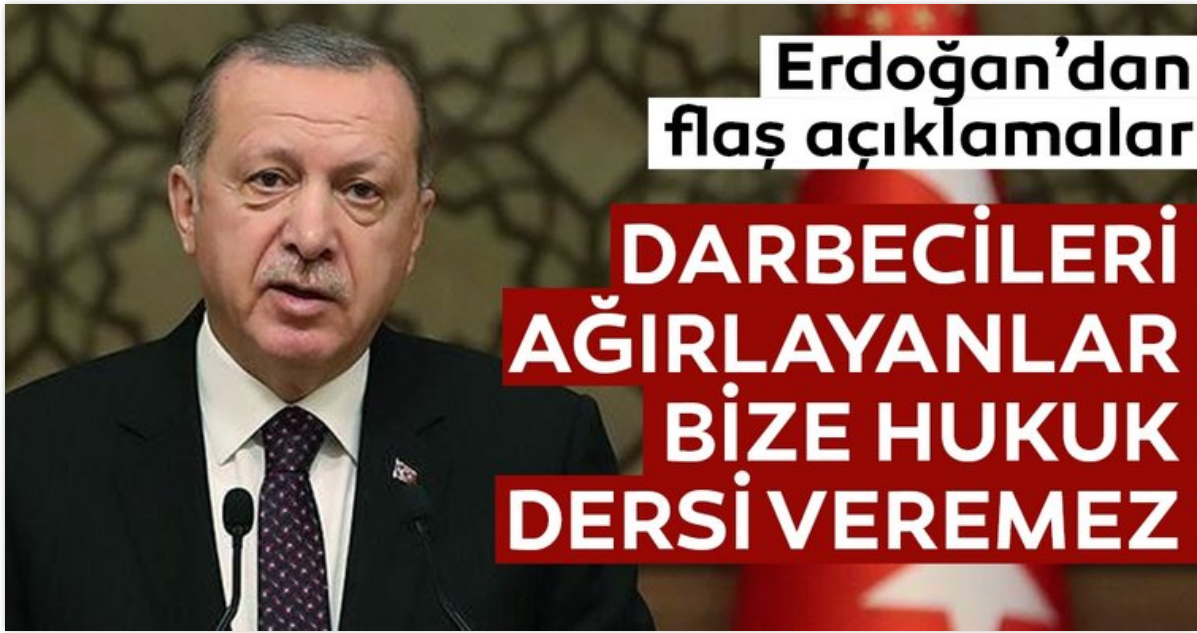 Erdoğan’dan
flaş açıklamalar
DARBECİLERİ
AĞIRLAYANLAR
BİZE HUKUK
DERSİ VEREMEZ